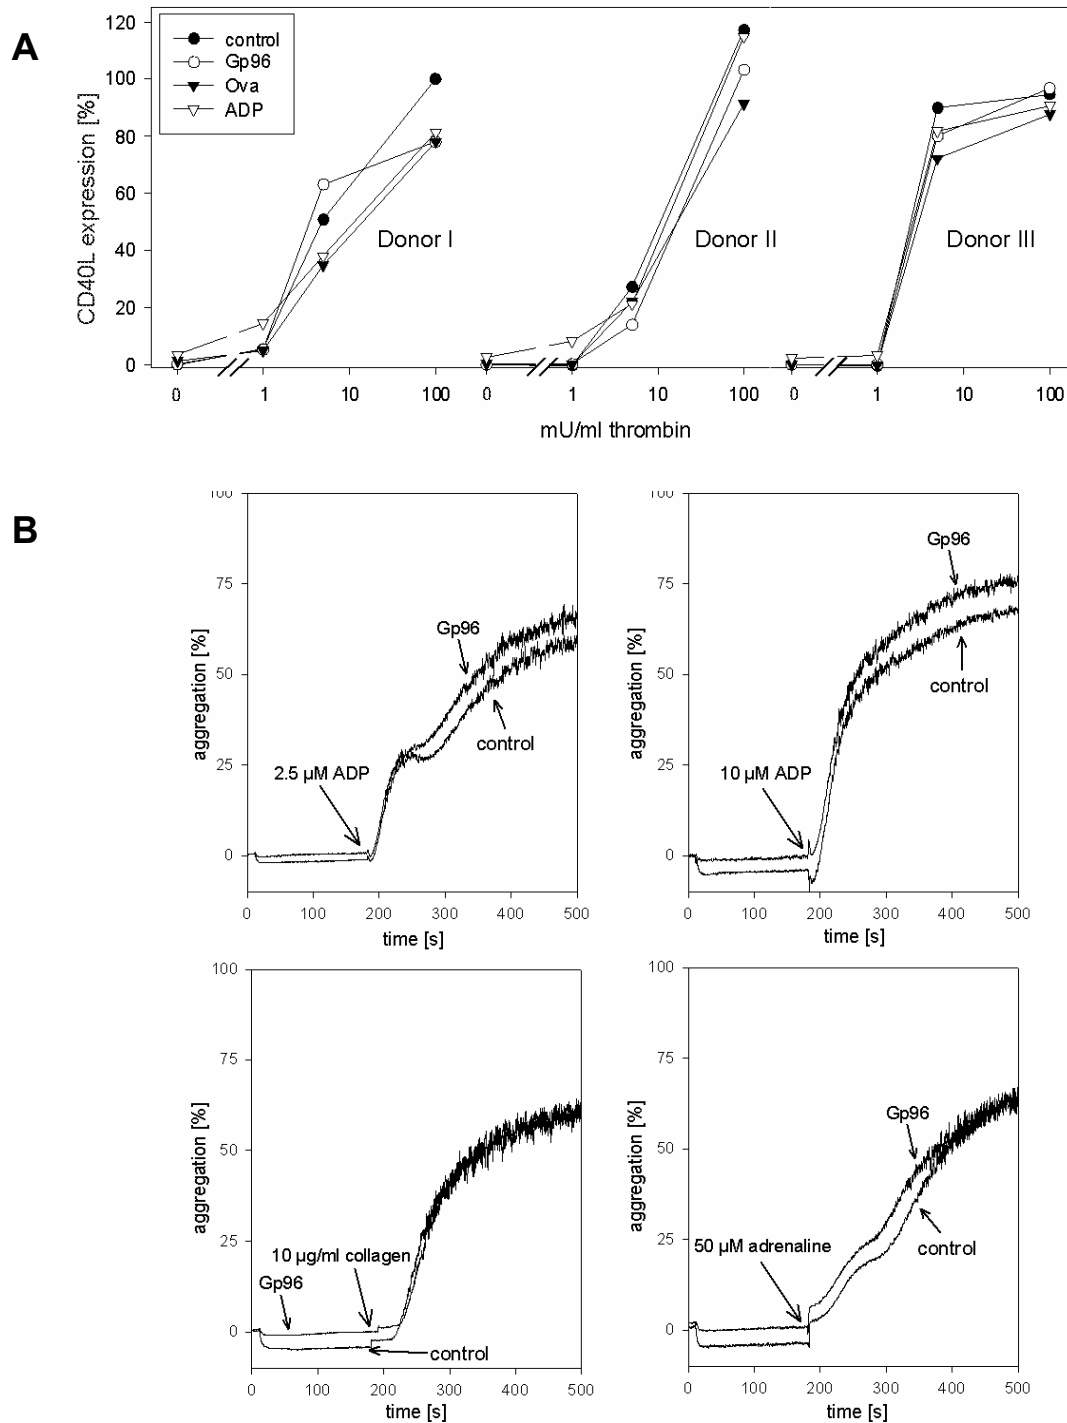 A
control
Gp96
Ova
ADP
CD40L expression [%]
120
100
80
60
40
20
0
Donor I
Donor II
Donor III
0 1 10 100 0 1 10 100 0 1 10 100
mU/ml thrombin
B
100
75
50
25
0
aggregation [%]
Gp96
control
2.5 µM ADP
0 100 200 300 400 500
time [s]
75
50
25
0
aggregation [%]
Gp96
control
10 µM ADP
0 100 200 300 400 500
time [s]
100
75
50
25
0
aggregation [%]
10 µg/ml collagen
Gp96
control
0 100 200 300 400 500
time [s]
100
75
50
25
0
aggregation [%]
Gp96
50 µM adrenaline
control
0 100 200 300 400 500
time [s]